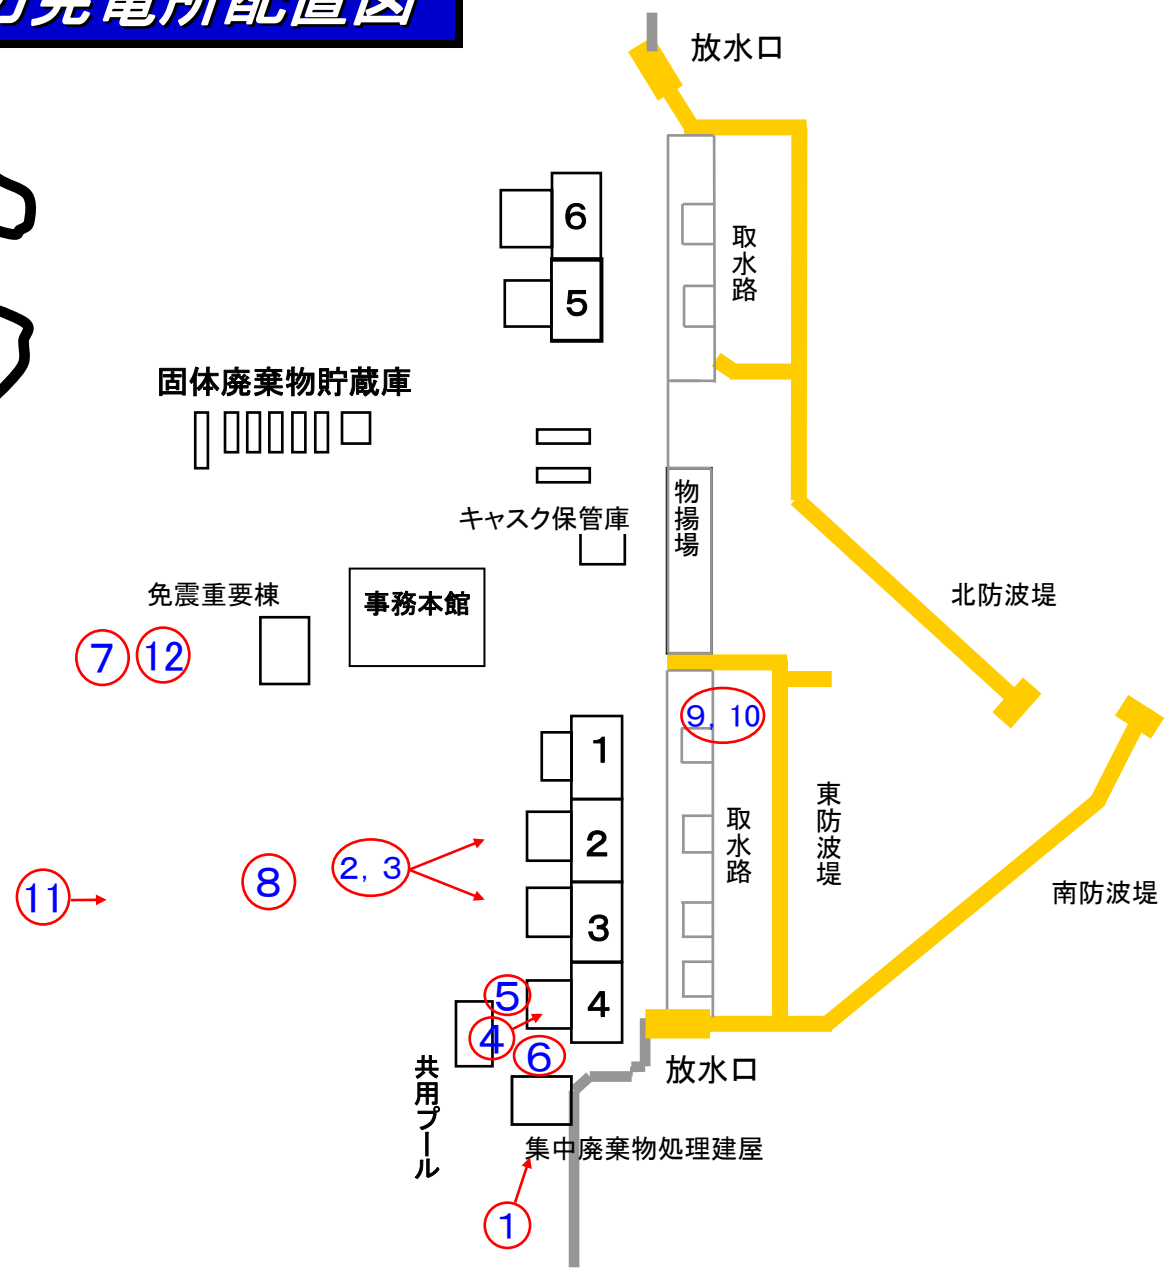 力発電所配置図
放水口
6
取水路
5
固体廃棄物貯蔵庫
物揚場
キャスク保管庫
免震重要棟
事務本館
北防波堤
7
12
9, 10
1
東防波堤
取水路
2
2, 3
8
11
南防波堤
3
5
4
4
6
共用プール
放水口
集中廃棄物処理建屋
1